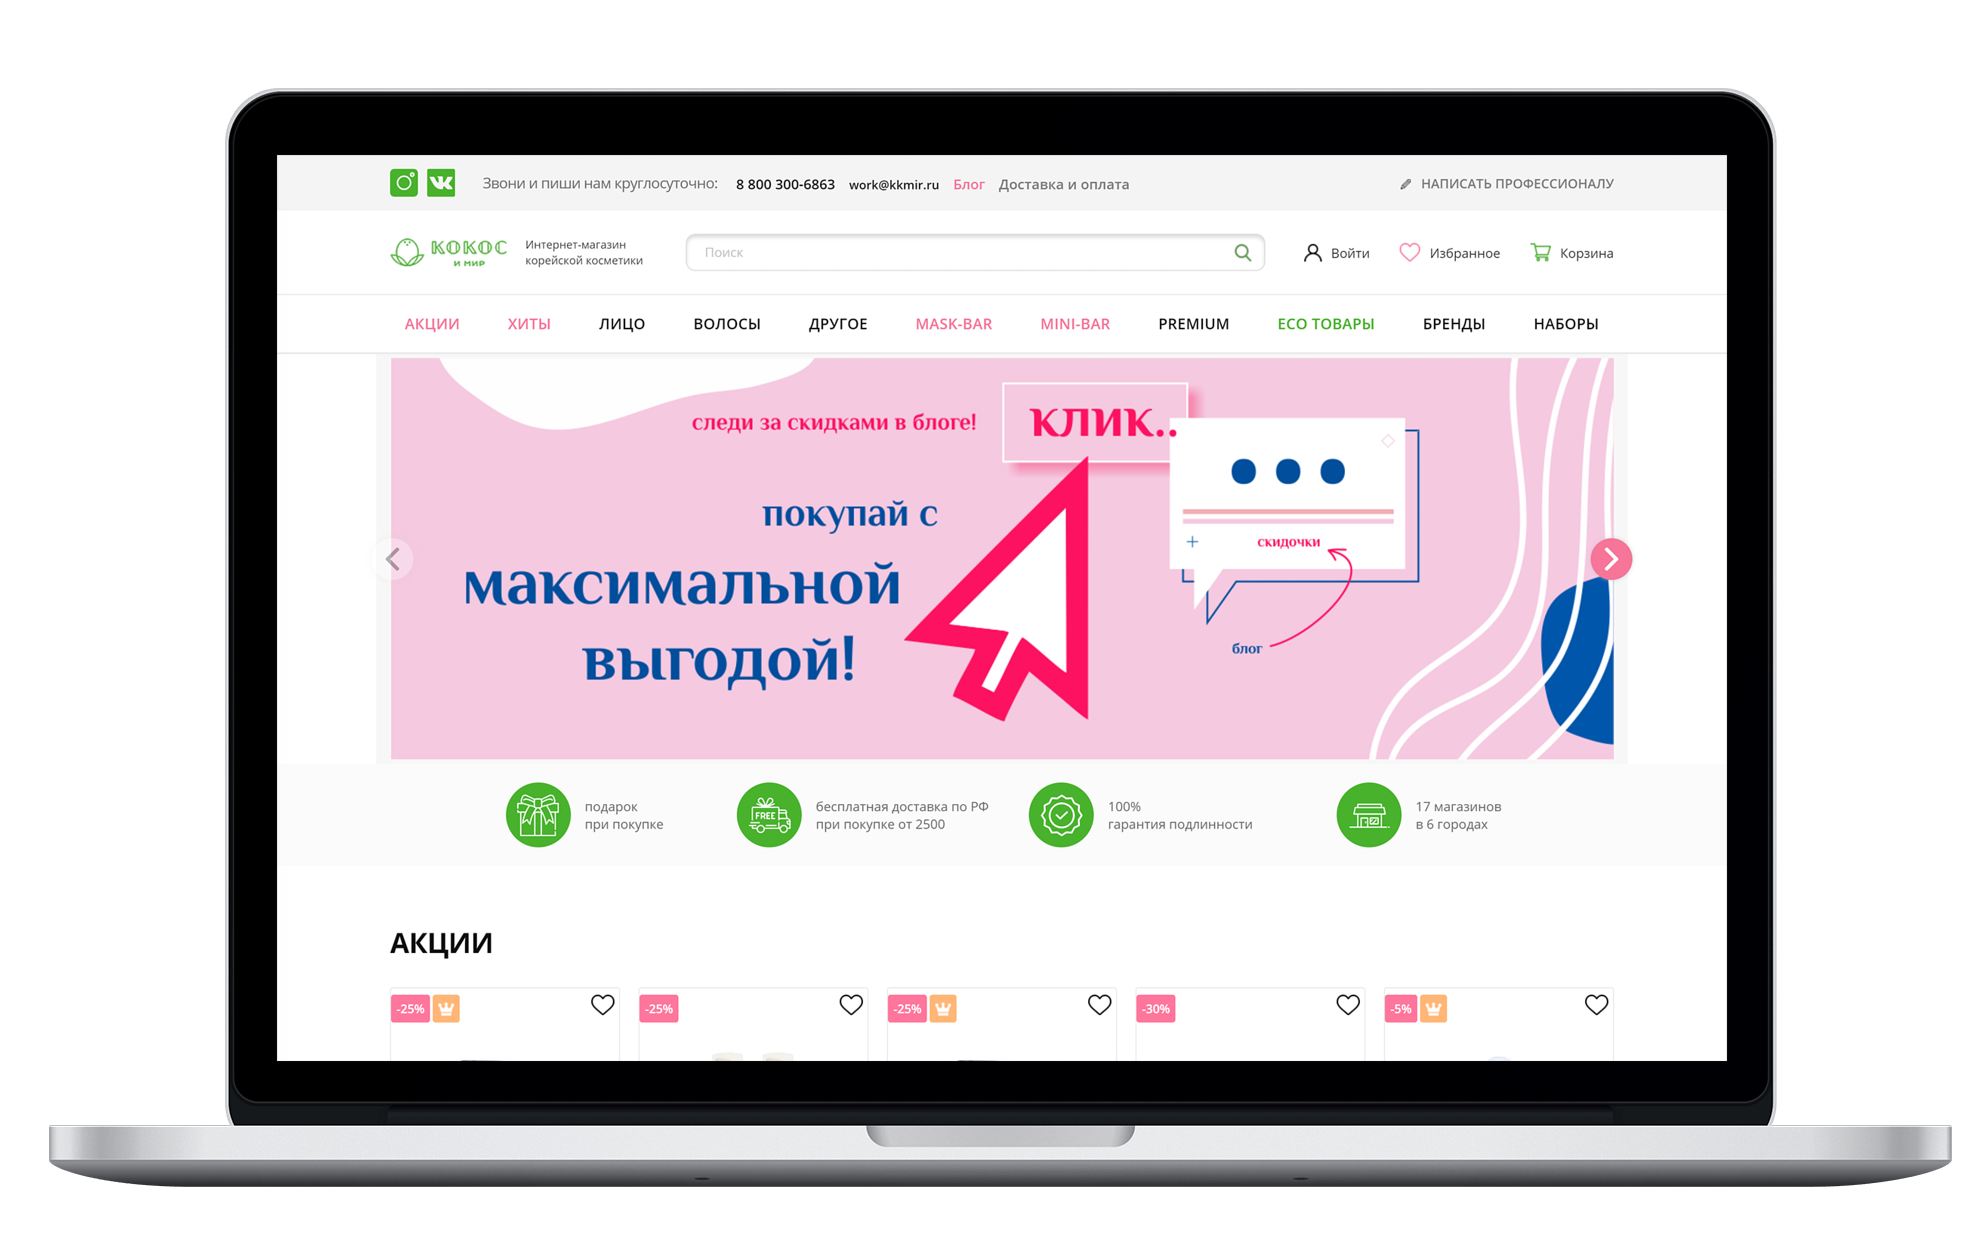 Звони и пиши нам круглосуточно: 8 800 300-6863 work@kkmir.ru Блог Доставка и оплата НАПИСАТЬ ПРОФЕССИОНАЛУ
КОКОС
И МИР
Интернет-магазин
корейской косметики
Поиск
Войти Избранное Корзина
АКЦИИ ХИТЫ ЛИЦО ВОЛОСЫ ДРУГОЕ MASK-BAR MINI-BAR PREMIUM ECO ТОВАРЫ БРЕНДЫ НАБОРЫ
следи за скидками в блоге!
клик..
покупай с
максимальной
выгодой!
скидочки
блог
подарок
при покупке
FREE
бесплатная доставка по РФ
при покупке от 2500
100%
гарантия подлинности
17 магазинов
в 6 городах
АКЦИИ
-25% -25% -25% -30% -5%